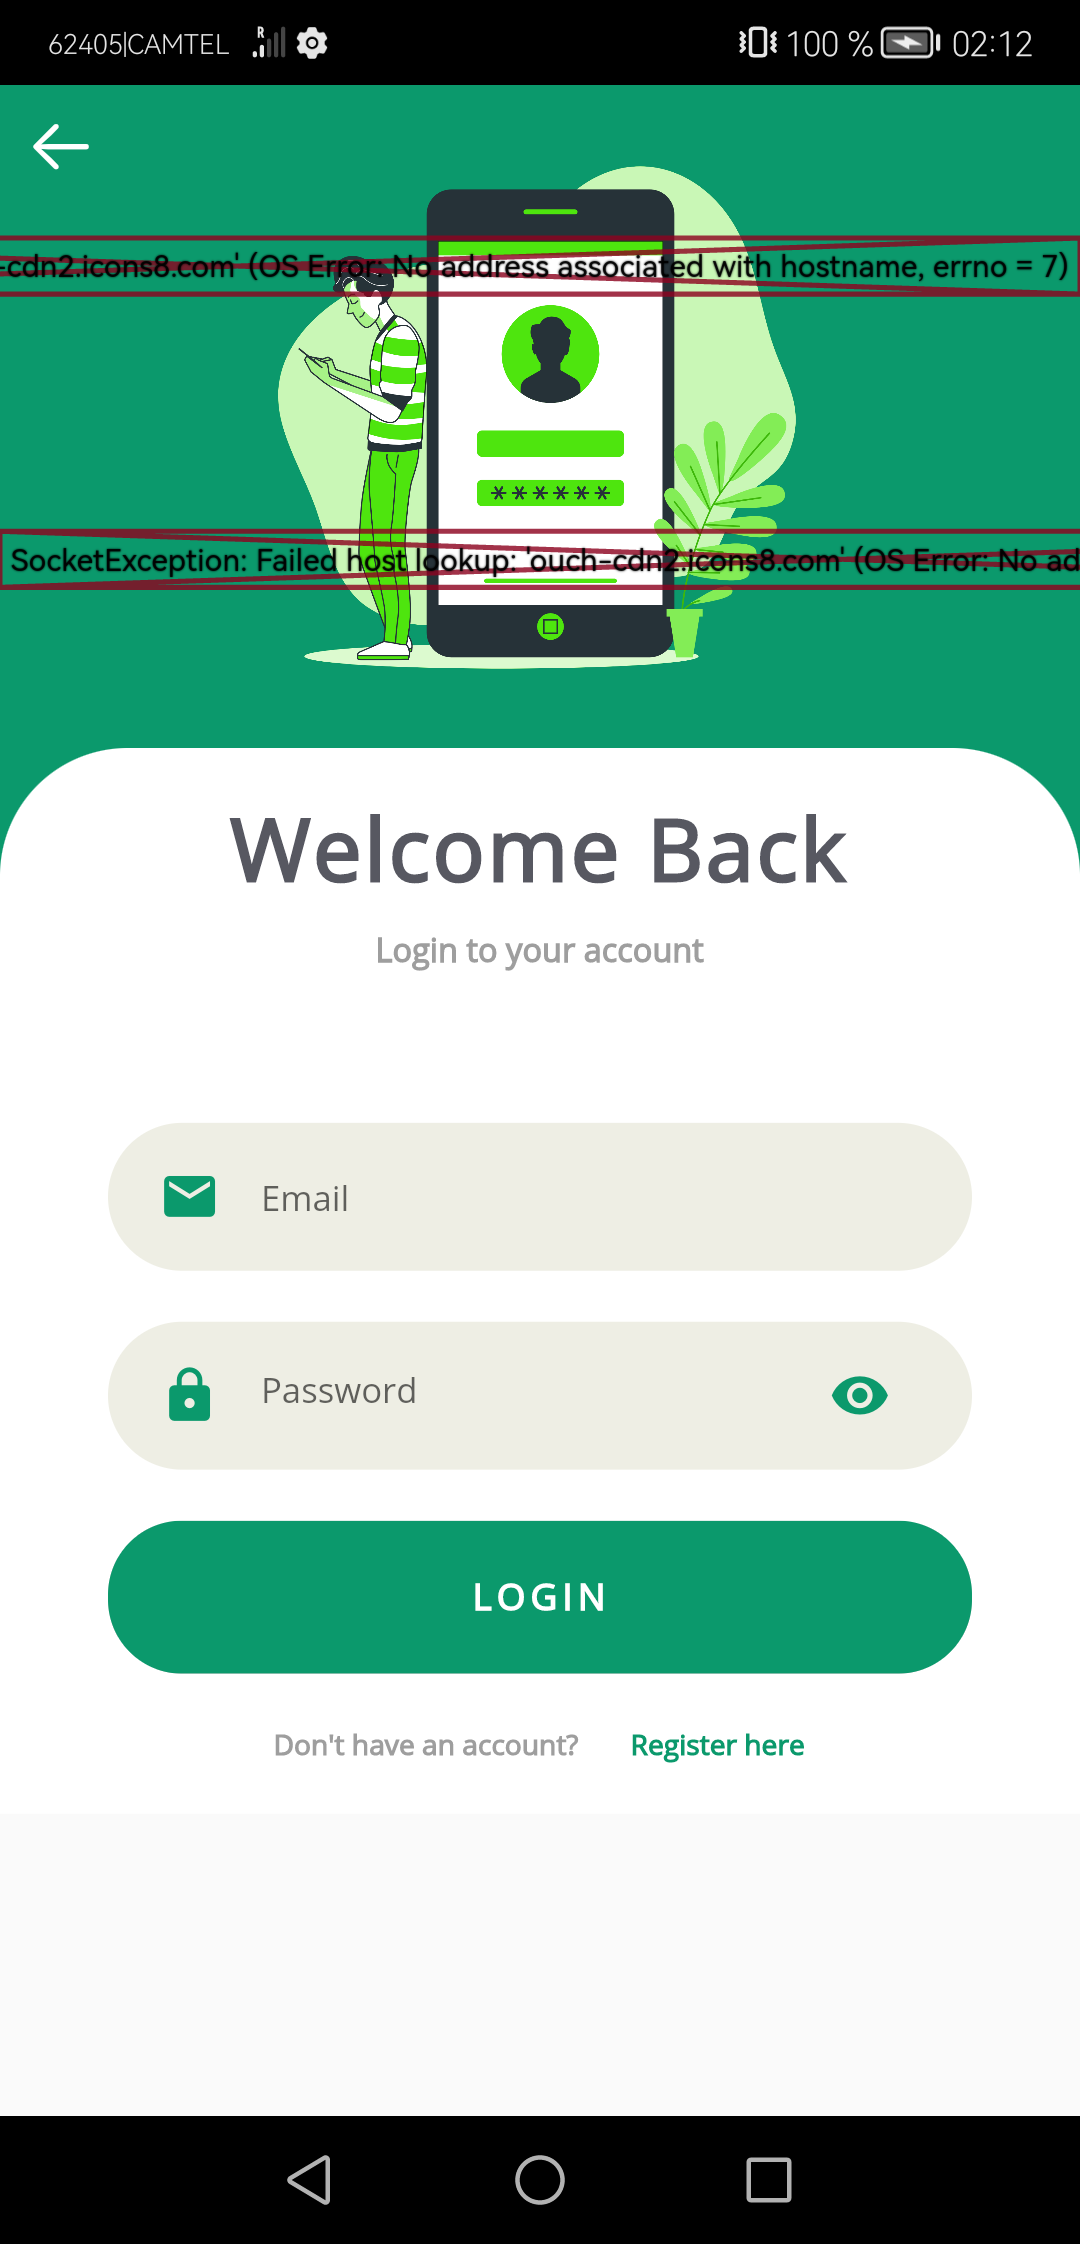 62405|CAMTEL R 100 % 02:12
-cdn2.icons8.com' (OS Error: No address associated with hostname, errno = 7)
******
SocketException: Failed host lookup: 'ouch-cdn2.icons8.com' (OS Error: No ad
Welcome Back
Login to your account
Email
Password
LOGIN
Don't have an account? Register here